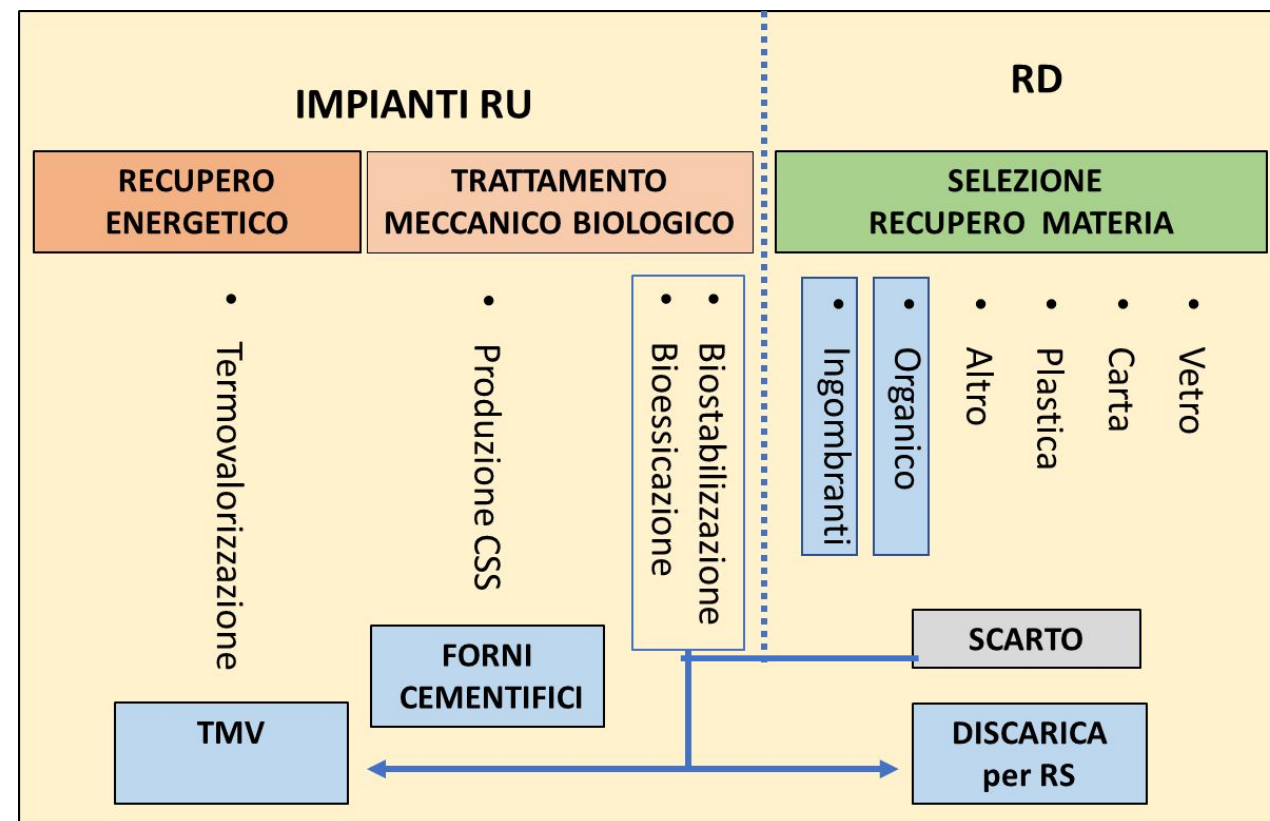 IMPIANTI RU
RD
RECUPERO
ENERGETICO
TRATTAMENTO
MECCANICO BIOLOGICO
SELEZIONE
RECUPERO MATERIA
• Termovalorizzazione
• Produzione CSS
• Biostabilizzazione
• Bioessicazione
• Ingombranti
• Organico
• Altro
• Plastica
• Carta
• Vetro
FORNI
CEMENTIFICI
SCARTO
TMV
DISCARICA
per RS